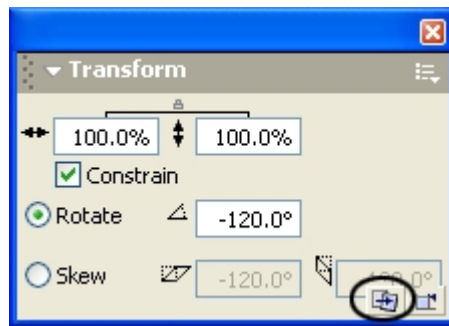 Transform
100.0% 100.0%
Constrain
Rotate -120.0°
Skew -120.0°